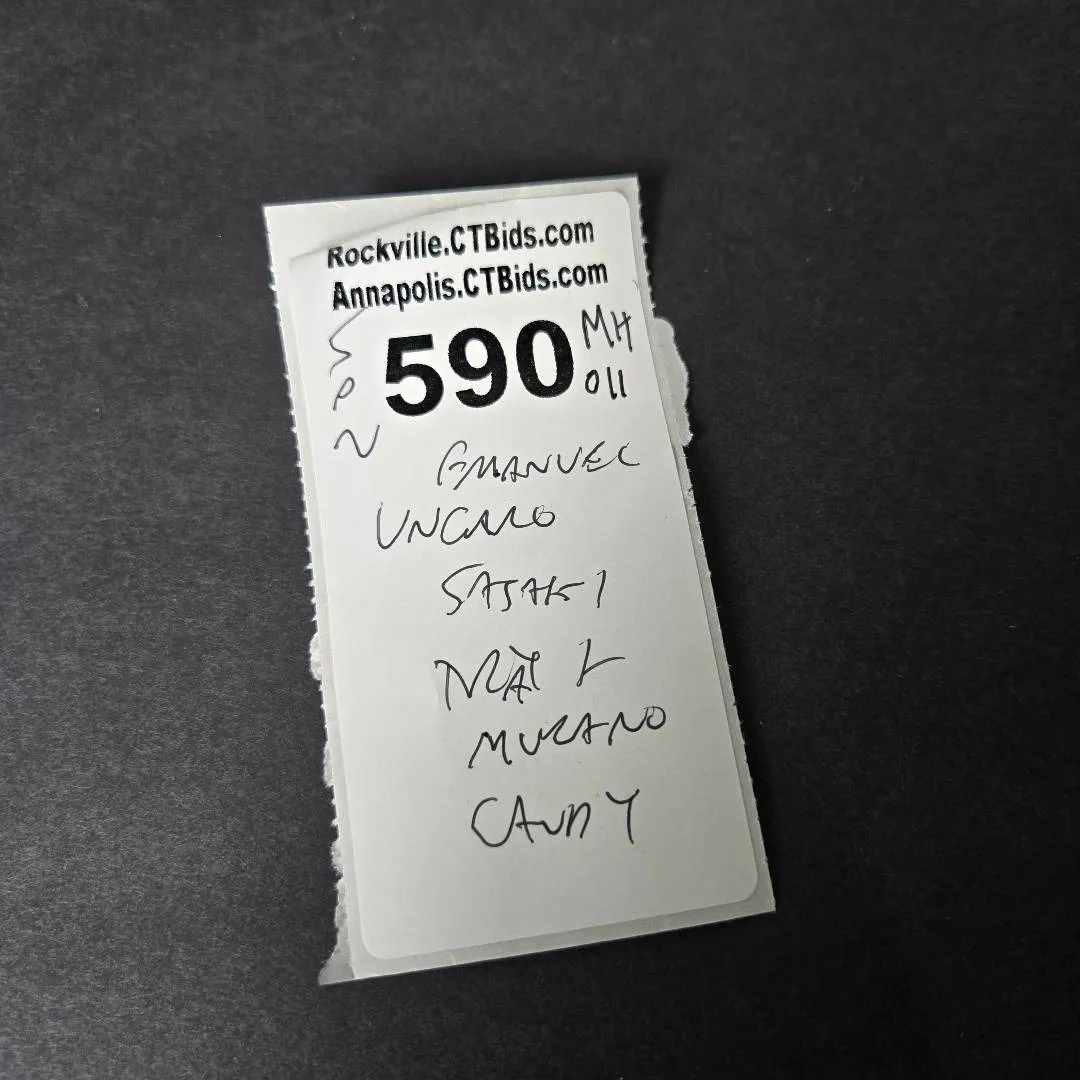 Rockville.CTBids.com
Annapolis.CTBids.com
590
MH
011
EMANUEL
UNGARO
SASAKI
MURANO
CANDY